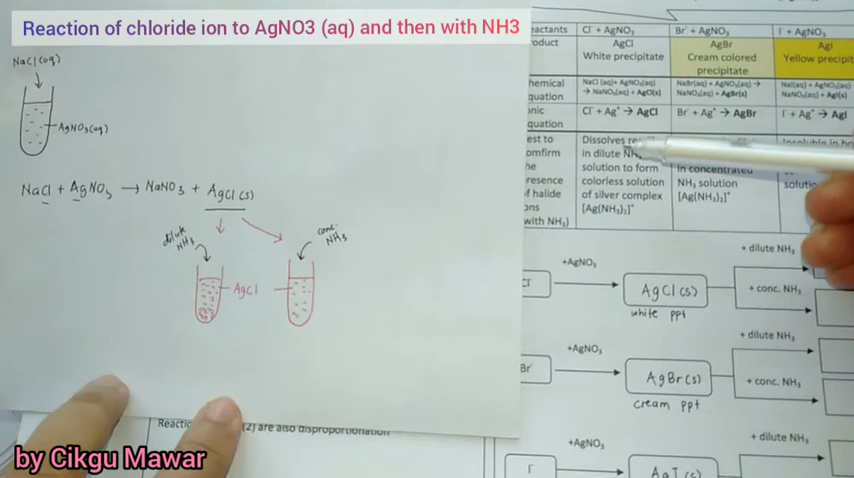 Reaction of chloride ion to AgNO3 (aq) and then with NH3
NaCl(aq)
AgNO₃(aq)
NaCl + AgNO₃ → NaNO₃ + AgCl(s)
dilute NH₃
conc. NH₃
AgCl
by Cikgu Mawar
eactants
Cl⁻ + AgNO₃
Br⁻ + AgNO₃
I⁻ + AgNO₃
oduct
AgCl
White precipitate
AgBr
Cream colored
precipitate
AgI
Yellow precipit
hemical
quation
NaCl (aq)+ AgNO₃(aq)
→ NaNO₃(aq) + AgCl(s)
NaBr(aq) + AgNO₃(aq) →
NaNO₃(aq) + AgBr(s)
NaI(aq) + AgNO₃(aq)
NaNO₃(aq) + AgI(s)
onic
quation
Cl⁻ + Ag⁺ → AgCl
Br⁻ + Ag⁺ → AgBr
I⁻ + Ag⁺ → AgI
est to
omfirm
he
resence
f halide
ons
with NH₃)
Dissolves
in dilute NH₃
solution to form
colorless solution
of silver complex
[Ag(NH₃)₂]⁺
in concentrated
NH₃ solution
[Ag(NH₃)₂]⁺
solutio
Cl⁻
+AgNO₃
AgCl(s)
white ppt
+ dilute NH₃
+ conc. NH₃
Br⁻
+AgNO₃
AgBr(s)
cream ppt
+ dilute NH₃
+ conc. NH₃
I⁻
+AgNO₃
AgI(s)
+ dilute NH₃
Reactio
(2) are also disproportionation